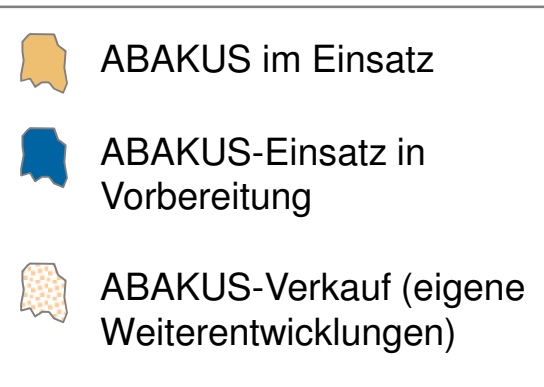 ABAKUS im Einsatz
ABAKUS-Einsatz in
Vorbereitung
ABAKUS-Verkauf (eigene
Weiterentwicklungen)